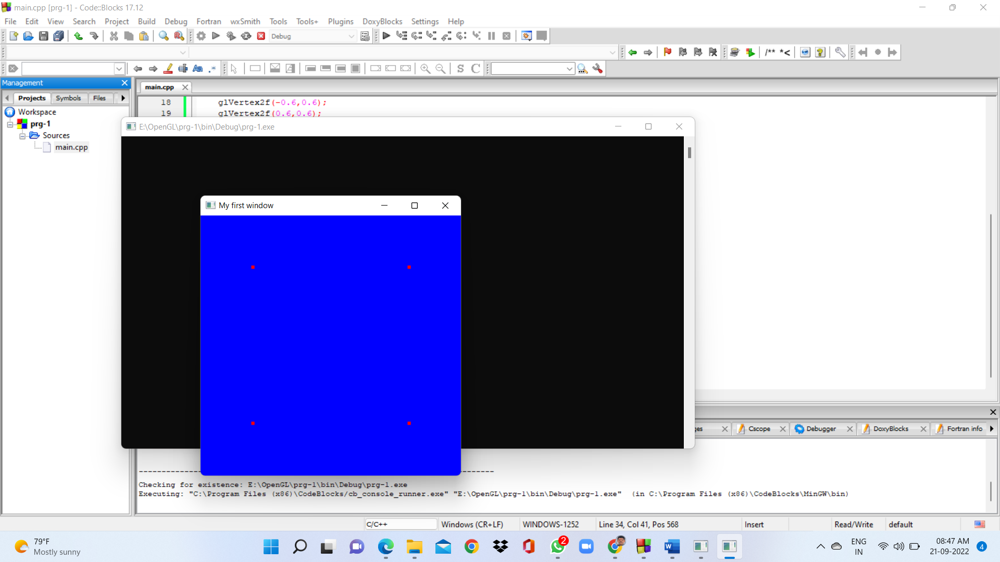 main.cpp [prg-1] - Code::Blocks 17.12
File Edit View Search Project Build Debug Fortran wxSmith Tools Tools+ Plugins DoxyBlocks Settings Help
Debug
/** *<
Aa .*
S C
Management
main.cpp
Projects Symbols Files
Workspace
prg-1
Sources
main.cpp
18 glVertex2f(-0.6,0.6);
19 glVertex2f(0.6,0.6);
E:\OpenGL\prg-1\bin\Debug\prg-1.exe
My first window
ges Cscope Debugger DoxyBlocks Fortran info
Checking for existence: E:\OpenGL\prg-1\bin\Debug\prg-1.exe
Executing: "C:\Program Files (x86)\CodeBlocks/cb_console_runner.exe" "E:\OpenGL\prg-1\bin\Debug\prg-1.exe" (in C:\Program Files (x86)\CodeBlocks\MinGW\bin)
C/C++ Windows (CR+LF) WINDOWS-1252 Line 34, Col 41, Pos 568 Insert Read/Write default
79°F
Mostly sunny
2
ENG
IN
08:47 AM
21-09-2022
4